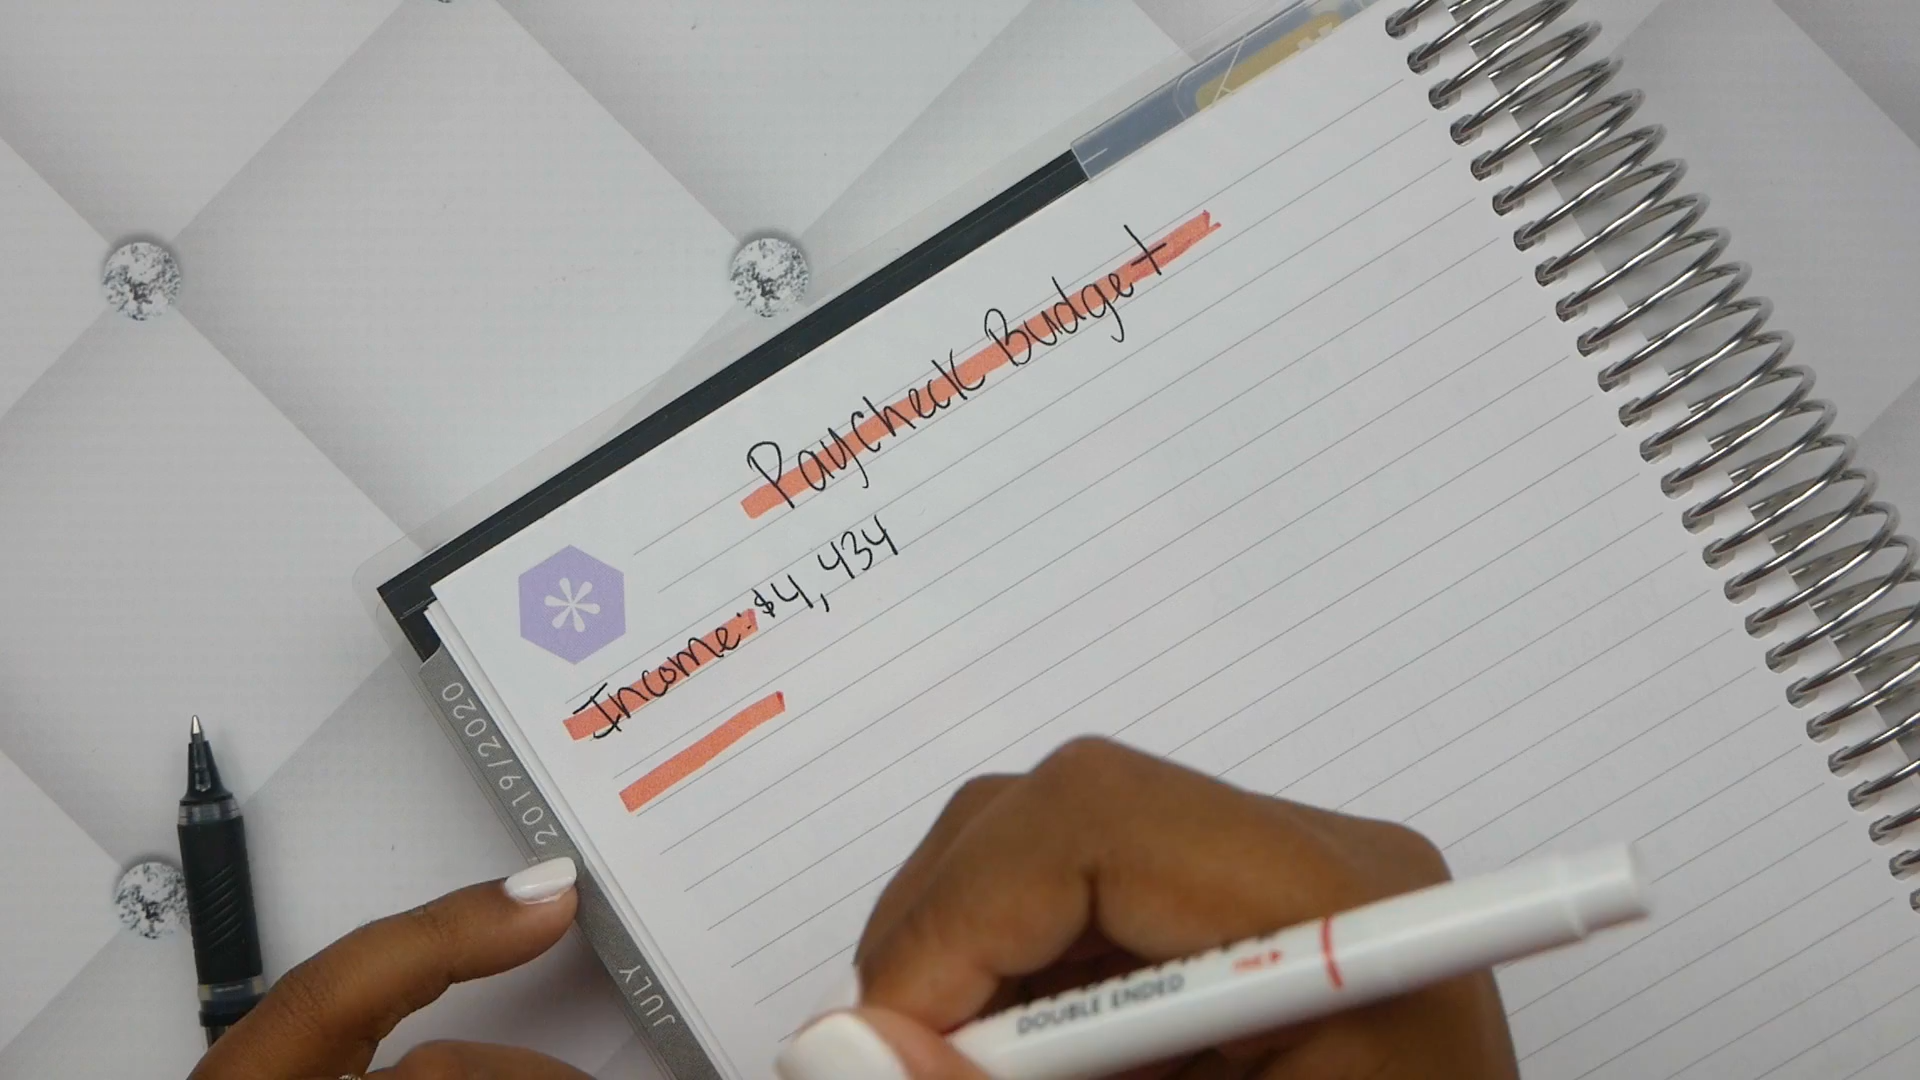 Paycheck Budget
Income: $4,434
2019/2020
JULY
DOUBLE ENDED